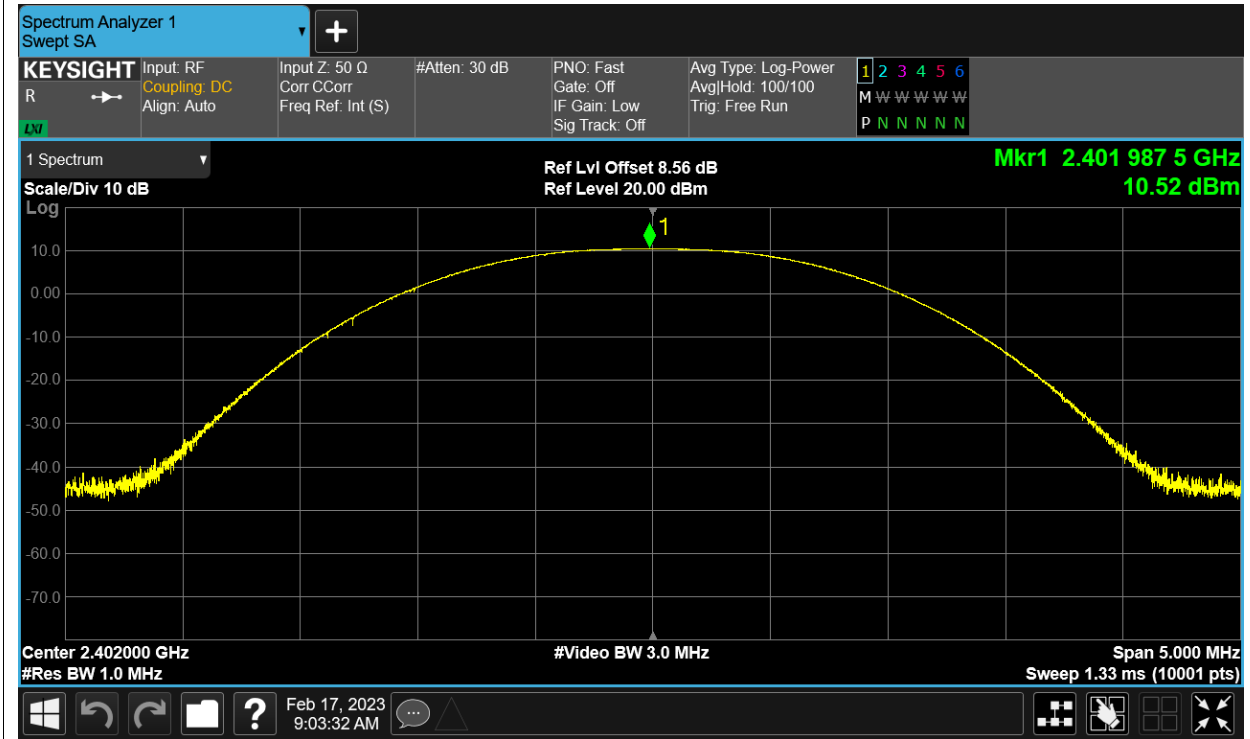 Spectrum Analyzer 1
Swept SA
KEYSIGHT
R
LXI
Input: RF
Coupling: DC
Align: Auto
Input Z: 50 Ω
Corr CCorr
Freq Ref: Int (S)
#Atten: 30 dB
PNO: Fast
Gate: Off
IF Gain: Low
Sig Track: Off
Avg Type: Log-Power
Avg|Hold: 100/100
Trig: Free Run
1 2 3 4 5 6
M W W W W W
P N N N N N N
1 Spectrum
Scale/Div 10 dB
Log
Ref Lvl Offset 8.56 dB
Ref Level 20.00 dBm
Mkr1 2.401 987 5 GHz
10.52 dBm
1
10.0
0.00
-10.0
-20.0
-30.0
-40.0
-50.0
-60.0
-70.0
Center 2.402000 GHz
#Res BW 1.0 MHz
#Video BW 3.0 MHz
Span 5.000 MHz
Sweep 1.33 ms (10001 pts)
?
Feb 17, 2023
9:03:32 AM